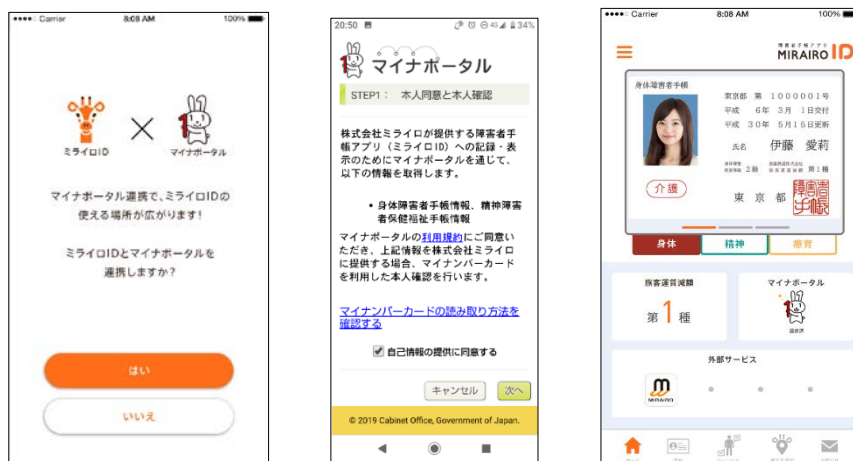 Carrier 8:08 AM 100%
ミライロID × マイナポータル
マイナポータル連携で、ミライロIDの
使える場所が広がります!
ミライロIDとマイナポータルを
連携しますか?
はい
いいえ
20:50 4G 34%
マイナポータル
STEP1: 本人同意と本人確認
株式会社ミライロが提供する障害者手
帳アプリ（ミライロID）への記録・表
示のためにマイナポータルを通じて、
以下の情報を取得します。
• 身体障害者手帳情報、精神障害
者保健福祉手帳情報
マイナポータルの利用規約にご同意い
ただき、上記情報を株式会社ミライロ
に提供する場合、マイナンバーカード
を利用した本人確認を行います。
マイナンバーカードの読み取り方法を
確認する
自己情報の提供に同意する
キャンセル 次へ
© 2019 Cabinet Office, Government of Japan.
Carrier 8:08 AM 100%
障害者手帳アプリ
MIRAIRO ID
身体障害者手帳
東京都 第 1000001号
平成 6年 3月 1日交付
平成 30年 5月15日更新
氏名 伊藤 愛莉
2級 第1種
介護
東京都
障害者
手帳
身体 精神 療育
旅客運賃減額 マイナポータル
第1種
外部サービス
MIRAIRO